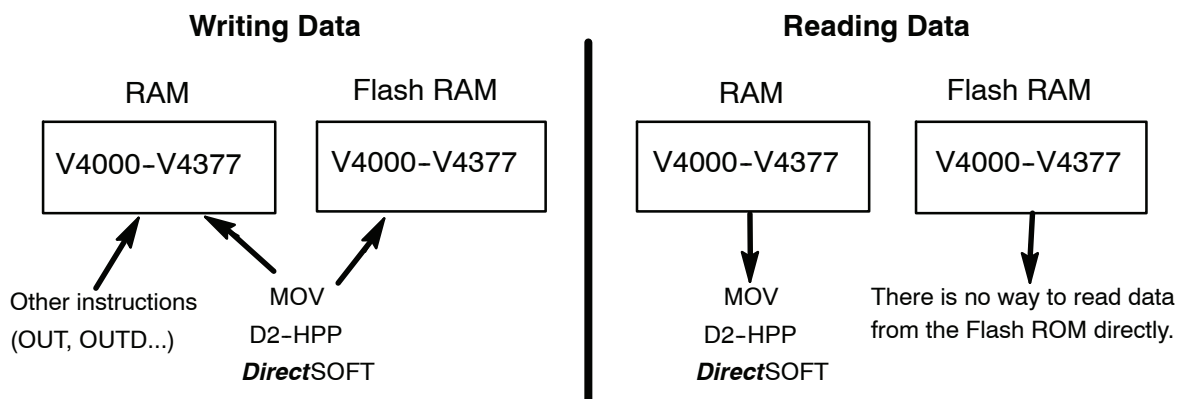 Writing Data
RAM
Flash RAM
V4000-V4377
V4000-V4377
Other instructions
(OUT, OUTD...)
MOV
D2-HPP
DirectSOFT
Reading Data
RAM
Flash RAM
V4000-V4377
V4000-V4377
MOV
D2-HPP
DirectSOFT
There is no way to read data
from the Flash ROM directly.